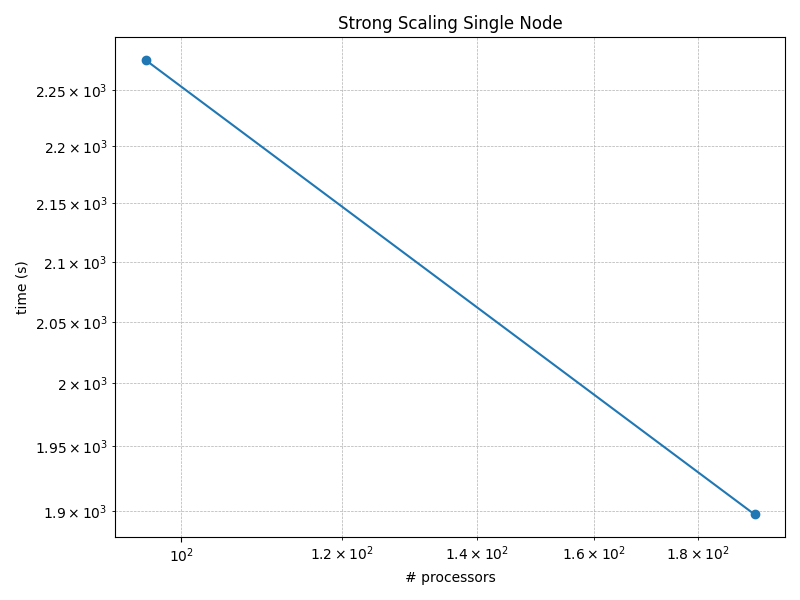 Strong Scaling Single Node
2.25 × 10³
2.2 × 10³
2.15 × 10³
2.1 × 10³
2.05 × 10³
2 × 10³
1.95 × 10³
1.9 × 10³
time (s)
10² 1.2 × 10² 1.4 × 10² 1.6 × 10² 1.8 × 10²
# processors